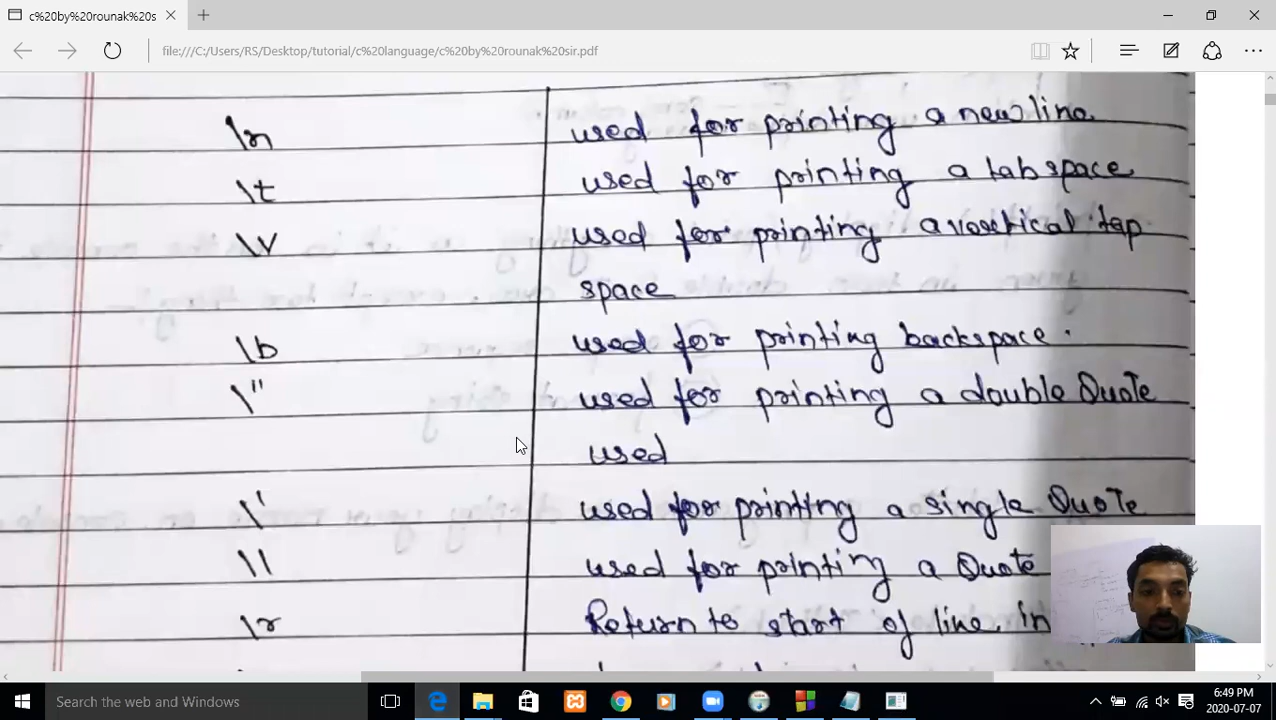 c%20by%20rounak%20s
file:///C:/Users/RS/Desktop/tutorial/c%20language/c%20by%20rounak%20sir.pdf
\n used for printing a new line.
\t used for printing a tab space
\v used for printing a vertical tap
space
\b used for printing backspace.
\" used for printing a double Quote
used
\' used for printing a single Quote
\\ used for printing a Quote
\r Return to start of line in
Search the web and Windows
6:49 PM
2020-07-07